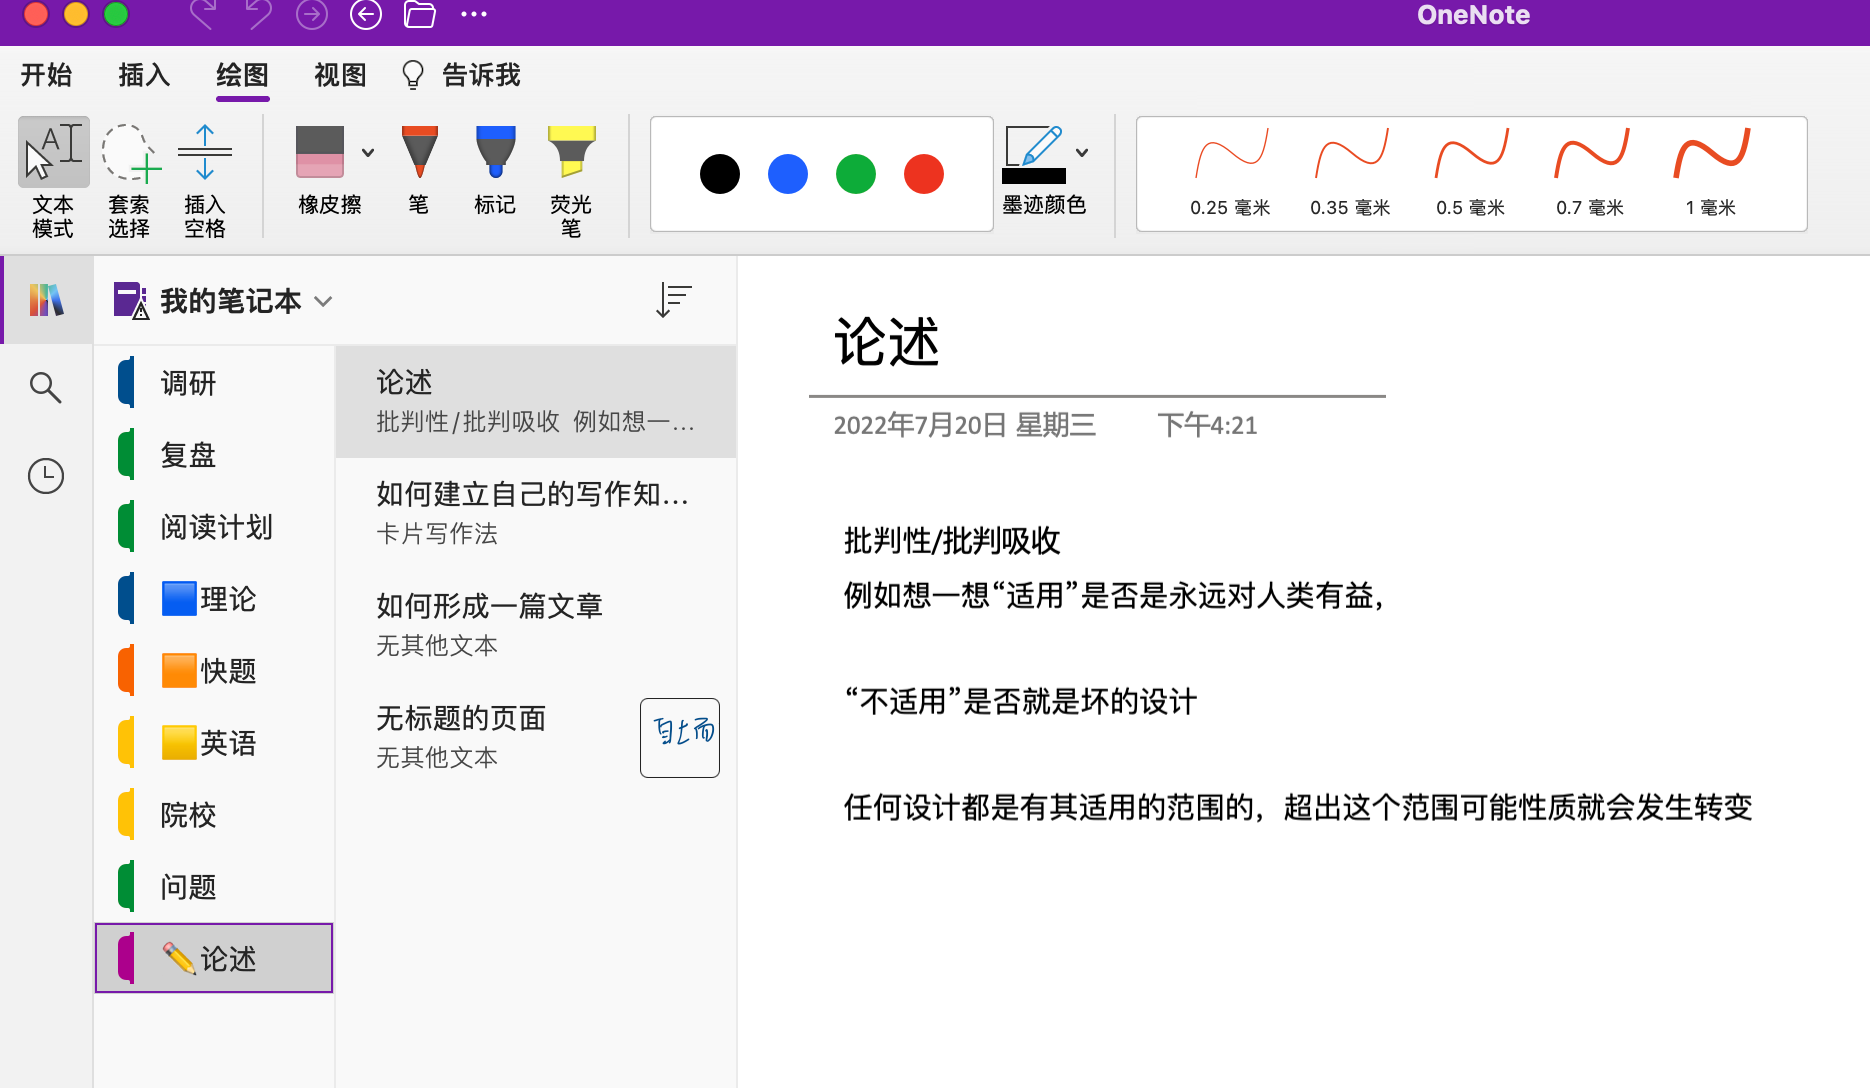 OneNote
开始 插入 绘图 视图 告诉我
文本模式 套索选择 插入空格 橡皮擦 笔 标记 荧光笔 墨迹颜色 0.25 毫米 0.35 毫米 0.5 毫米 0.7 毫米 1 毫米
我的笔记本
调研
复盘
阅读计划
理论
快题
英语
院校
问题
论述
论述
批判性/批判吸收 例如想一...
如何建立自己的写作知...
卡片写作法
如何形成一篇文章
无其他文本
无标题的页面
无其他文本
论述
2022年7月20日 星期三 下午4:21
批判性/批判吸收
例如想一想“适用”是否是永远对人类有益，
“不适用”是否就是坏的设计
任何设计都是有其适用的范围的，超出这个范围可能性质就会发生转变